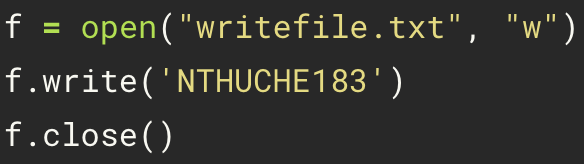 f = open("writefile.txt", "w")
f.write('NTHUCHE183')
f.close()